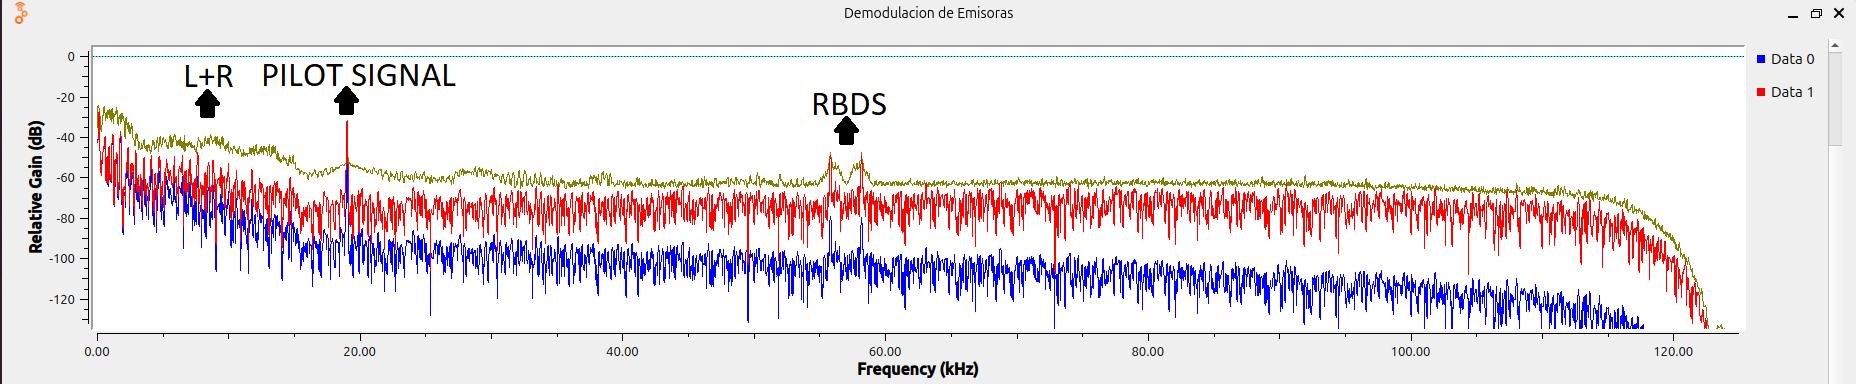 Demodulacion de Emisoras
L+R PILOT SIGNAL
RBDS
Data 0
Data 1
Relative Gain (dB)
0
-20
-40
-60
-80
-100
-120
0.00 20.00 40.00 60.00 80.00 100.00 120.00
Frequency (kHz)